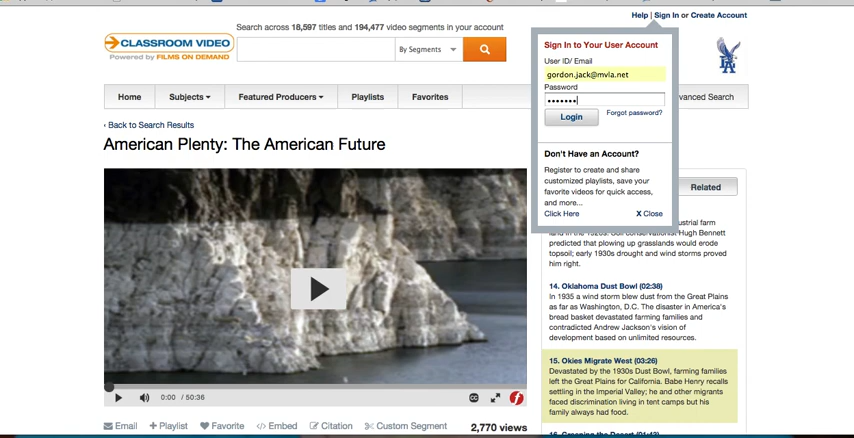 Help | Sign In or Create Account
Search across 18,597 titles and 194,477 video segments in your account
CLASSROOM VIDEO
Powered by FILMS ON DEMAND
By Segments
Sign In to Your User Account
User ID/ Email
gordon.jack@mvla.net
Password
•••••••
Login
Forgot password?
Don't Have an Account?
Register to create and share
customized playlists, save your
favorite videos for quick access,
and more...
Click Here
X Close
Home
Subjects
Featured Producers
Playlists
Favorites
vanced Search
‹ Back to Search Results
American Plenty: The American Future
Related
ustrial farm
Hugh Bennett
predicted that plowing up grasslands would erode
topsoil; early 1930s drought and wind storms proved
him right.
14. Oklahoma Dust Bowl (02:38)
In 1935 a wind storm blew dust from the Great Plains
as far as Washington, D.C. The disaster in America's
bread basket devastated farming families and
contradicted Andrew Jackson's vision of
development based on unlimited resources.
15. Okies Migrate West (03:26)
Devastated by the 1930s Dust Bowl, farming families
left the Great Plains for California. Babe Henry recalls
settling in the Imperial Valley; he and other migrants
faced discrimination living in tent camps but his
family always had food.
0:00 / 50:36
CC
Email
Playlist
Favorite
Embed
Citation
Custom Segment
2,770 views